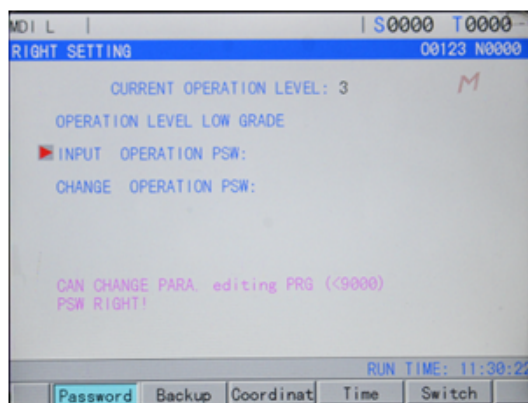 MDI L | | S0000 T0000
RIGHT SETTING O0123 N0000
CURRENT OPERATION LEVEL: 3
M
OPERATION LEVEL LOW GRADE
INPUT OPERATION PSW:
CHANGE OPERATION PSW:
CAN CHANGE PARA. editing PRG (<9000)
PSW RIGHT!
RUN TIME: 11:30:22
Password Backup Coordinat Time Switch